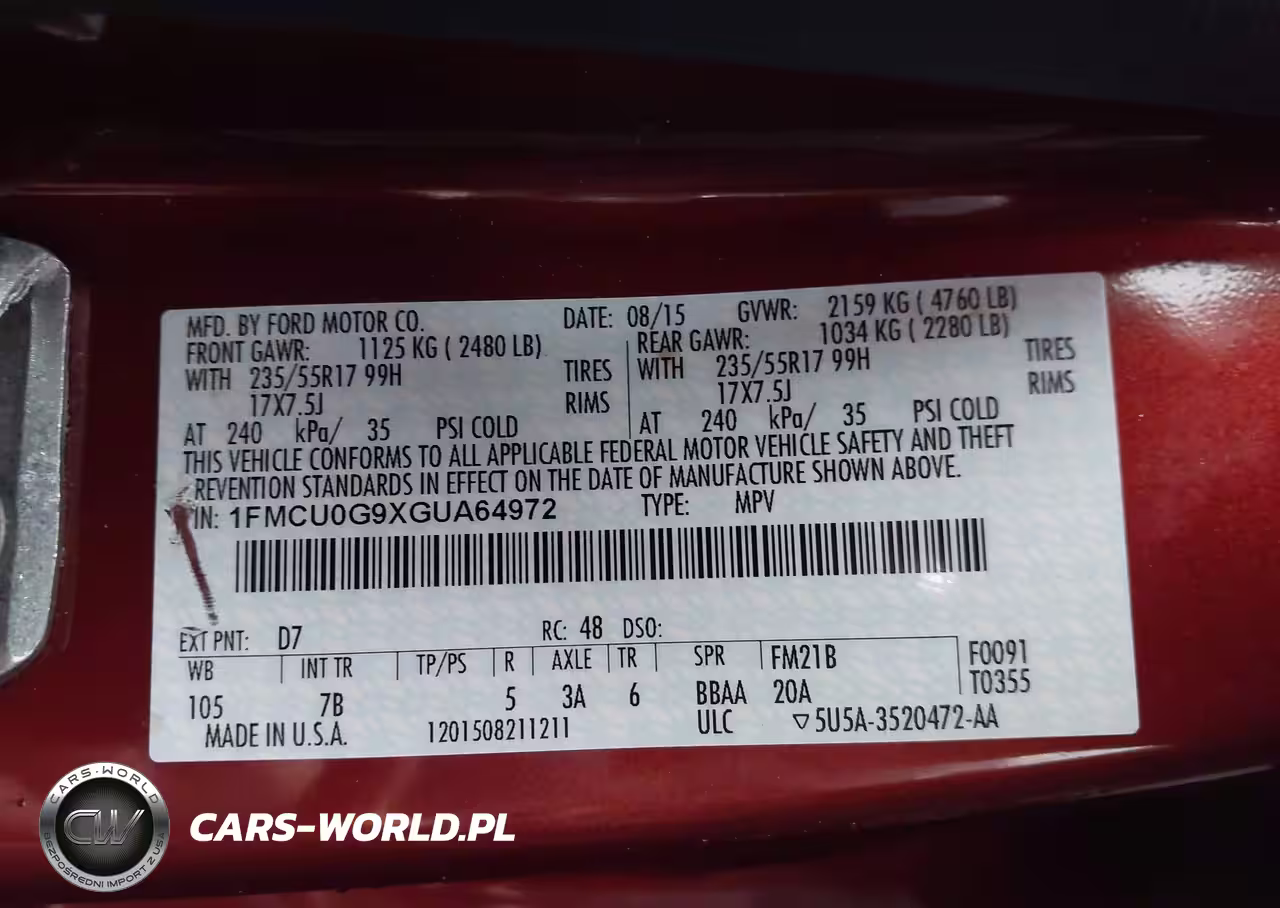 MFD. BY FORD MOTOR CO. DATE: 08/15 GVWR: 2159 KG ( 4760 LB)
FRONT GAWR: 1125 KG ( 2480 LB) REAR GAWR: 1034 KG ( 2280 LB)
WITH 235/55R17 99H TIRES WITH 235/55R17 99H TIRES
17X7.5J RIMS 17X7.5J RIMS
AT 240 kPa/ 35 PSI COLD AT 240 kPa/ 35 PSI COLD
THIS VEHICLE CONFORMS TO ALL APPLICABLE FEDERAL MOTOR VEHICLE SAFETY AND THEFT
REVENTION STANDARDS IN EFFECT ON THE DATE OF MANUFACTURE SHOWN ABOVE.
IN: 1FMCU0G9XGUA64972 TYPE: MPV
EXT PNT: D7 RC: 48 DSO:
WB INT TR TP/PS R AXLE TR SPR FM21B F0091
105 7B 5 3A 6 BBAA 20A T0355
MADE IN U.S.A. 1201508211211 ULC ▽5U5A-3520472-AA
CARS-WORLD
CW
BEZPOŚREDNI IMPORT Z USA
CARS-WORLD.PL